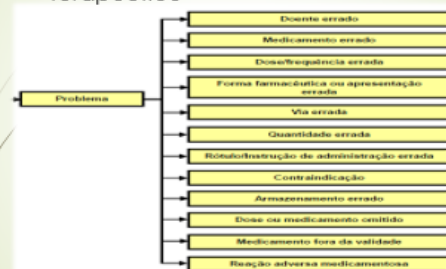 Doente errado
Medicamento errado
Dose/frequência errada
Forma farmacêutica ou apresentação
errada
Problema
Via errada
Quantidade errada
Rótulo/Instrução de administração errada
Contraindicação
Armazenamento errado
Dose ou medicamento omitido
Medicamento fora da validade
Reação adversa medicamentosa